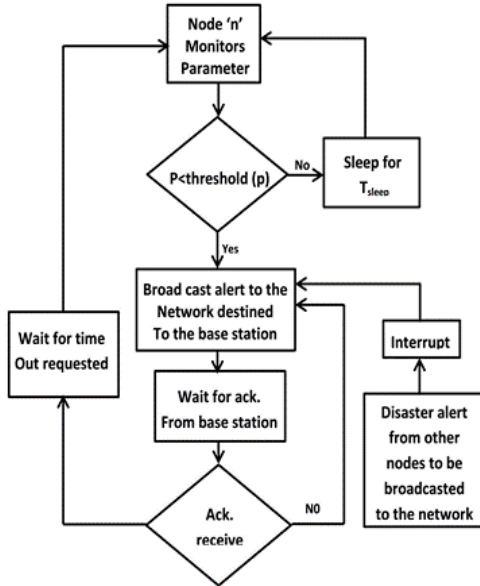 Node ‘n’
Monitors
Parameter
P<threshold (p)
No
Sleep for
Tsleep
Yes
Broad cast alert to the
Network destined
To the base station
Wait for time
Out requested
Interrupt
Wait for ack.
From base station
Disaster alert
from other
nodes to be
broadcasted
to the network
Ack.
receive
N0